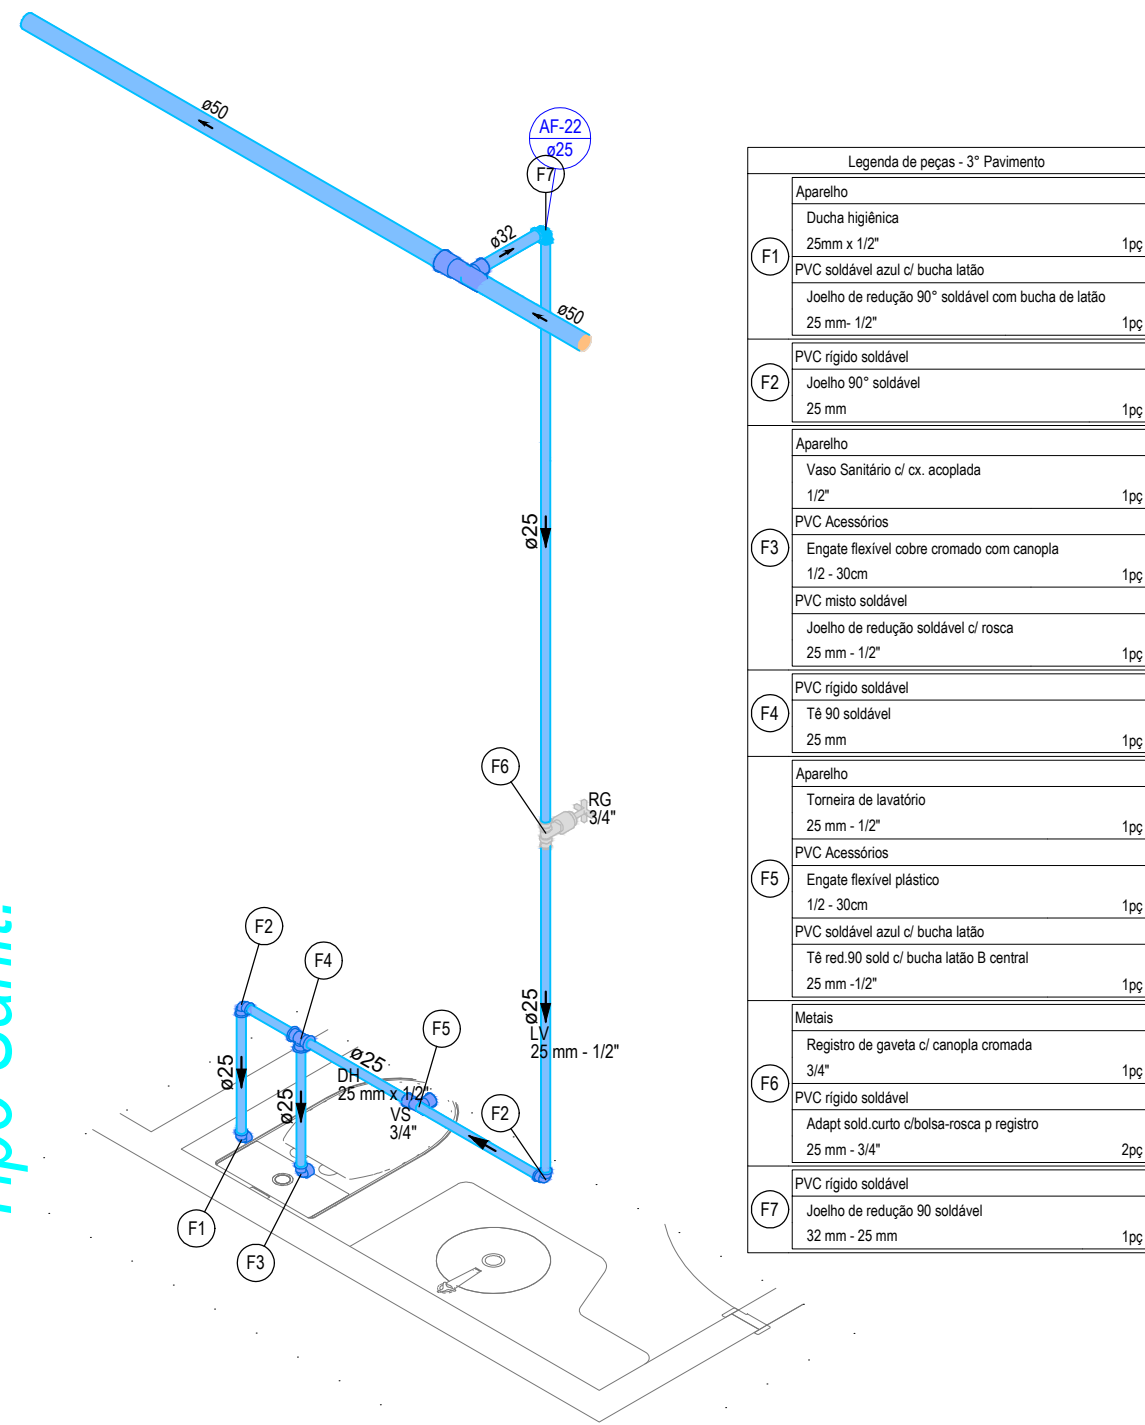 ø50
AF-22
ø25
F7
ø32
ø50
ø25
F6
RG
3/4"
F2
F4
ø25
LV
25 mm - 1/2"
F5
ø25
DH
25 mm x 1/2"
VS
3/4"
F2
ø25
ø25
F1
F3
Legenda de peças - 3° Pavimento
F1
Aparelho
Ducha higiênica
25mm x 1/2" 1pç
PVC soldável azul c/ bucha latão
Joelho de redução 90° soldável com bucha de latão
25 mm- 1/2" 1pç
F2
PVC rígido soldável
Joelho 90° soldável
25 mm 1pç
F3
Aparelho
Vaso Sanitário c/ cx. acoplada
1/2" 1pç
PVC Acessórios
Engate flexível cobre cromado com canopla
1/2 - 30cm 1pç
PVC misto soldável
Joelho de redução soldável c/ rosca
25 mm - 1/2" 1pç
F4
PVC rígido soldável
Tê 90 soldável
25 mm 1pç
F5
Aparelho
Torneira de lavatório
25 mm - 1/2" 1pç
PVC Acessórios
Engate flexível plástico
1/2 - 30cm 1pç
PVC soldável azul c/ bucha latão
Tê red.90 sold c/ bucha latão B central
25 mm -1/2" 1pç
F6
Metais
Registro de gaveta c/ canopla cromada
3/4" 1pç
PVC rígido soldável
Adapt sold.curto c/bolsa-rosca p registro
25 mm - 3/4" 2pç
F7
PVC rígido soldável
Joelho de redução 90 soldável
32 mm - 25 mm 1pç